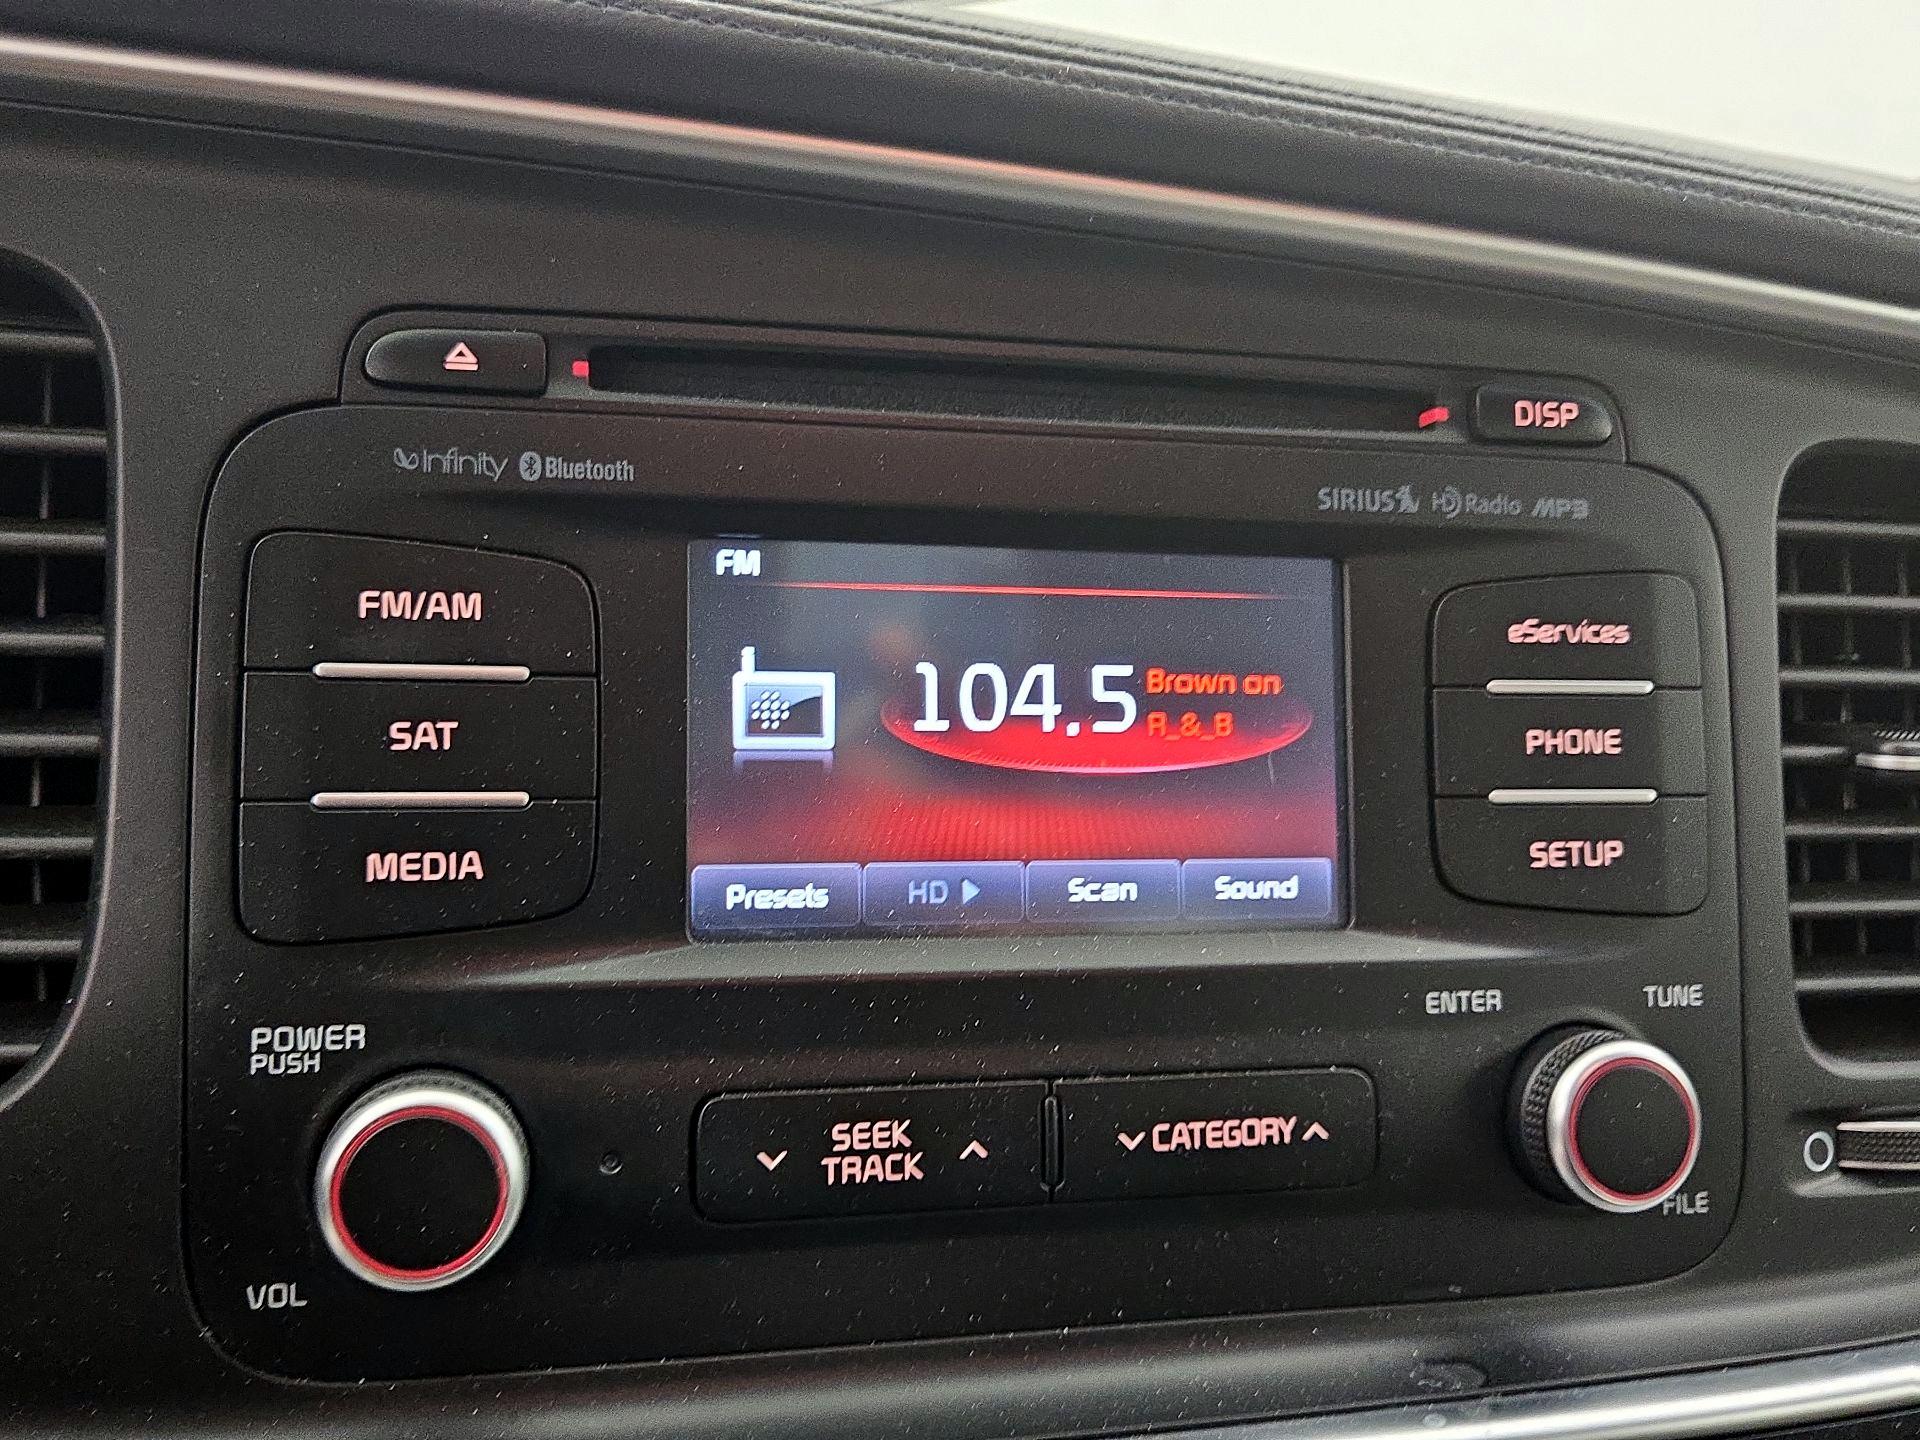 DISP
Infinity Bluetooth
SIRIUS HD Radio MP3
FM
FM/AM
SAT
MEDIA
104.5 Brown on
R_&_B
Presets HD Scan Sound
eServices
PHONE
SETUP
ENTER TUNE
POWER
PUSH
VOL
SEEK
TRACK
CATEGORY
FILE